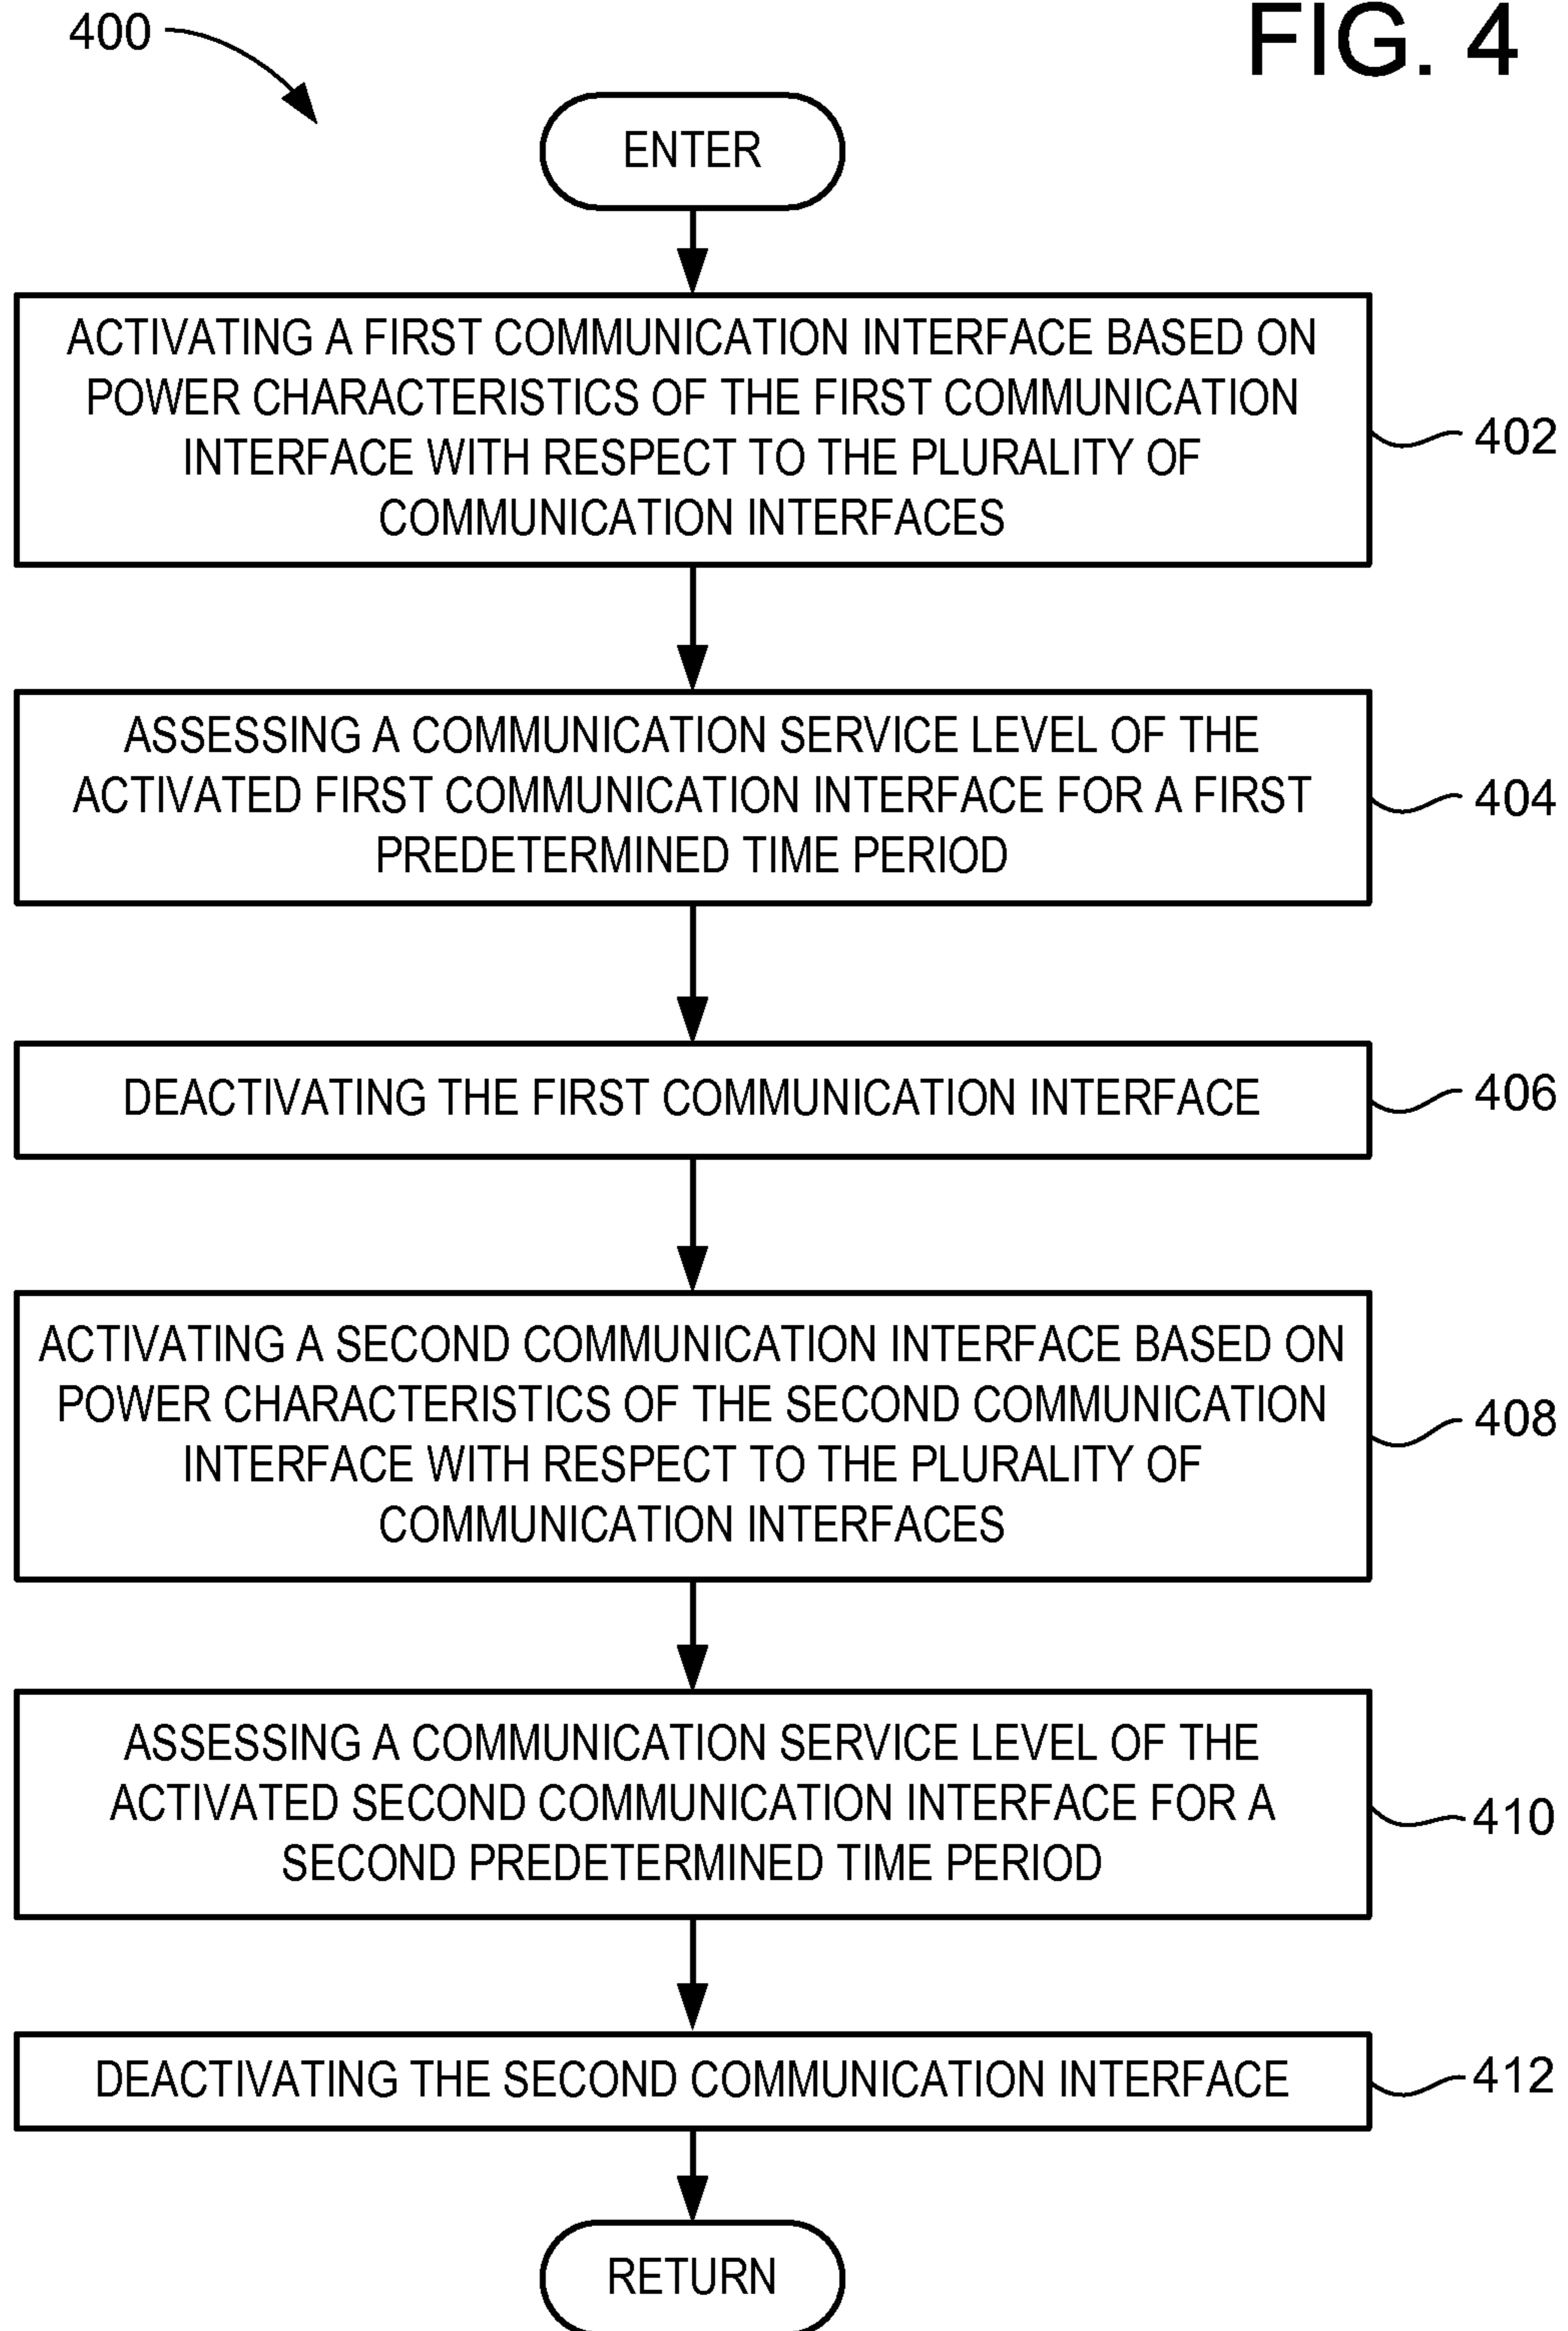 400
FIG. 4
ENTER
ACTIVATING A FIRST COMMUNICATION INTERFACE BASED ON
POWER CHARACTERISTICS OF THE FIRST COMMUNICATION
INTERFACE WITH RESPECT TO THE PLURALITY OF
COMMUNICATION INTERFACES
402
ASSESSING A COMMUNICATION SERVICE LEVEL OF THE
ACTIVATED FIRST COMMUNICATION INTERFACE FOR A FIRST
PREDETERMINED TIME PERIOD
404
DEACTIVATING THE FIRST COMMUNICATION INTERFACE
406
ACTIVATING A SECOND COMMUNICATION INTERFACE BASED ON
POWER CHARACTERISTICS OF THE SECOND COMMUNICATION
INTERFACE WITH RESPECT TO THE PLURALITY OF
COMMUNICATION INTERFACES
408
ASSESSING A COMMUNICATION SERVICE LEVEL OF THE
ACTIVATED SECOND COMMUNICATION INTERFACE FOR A
SECOND PREDETERMINED TIME PERIOD
410
DEACTIVATING THE SECOND COMMUNICATION INTERFACE
412
RETURN